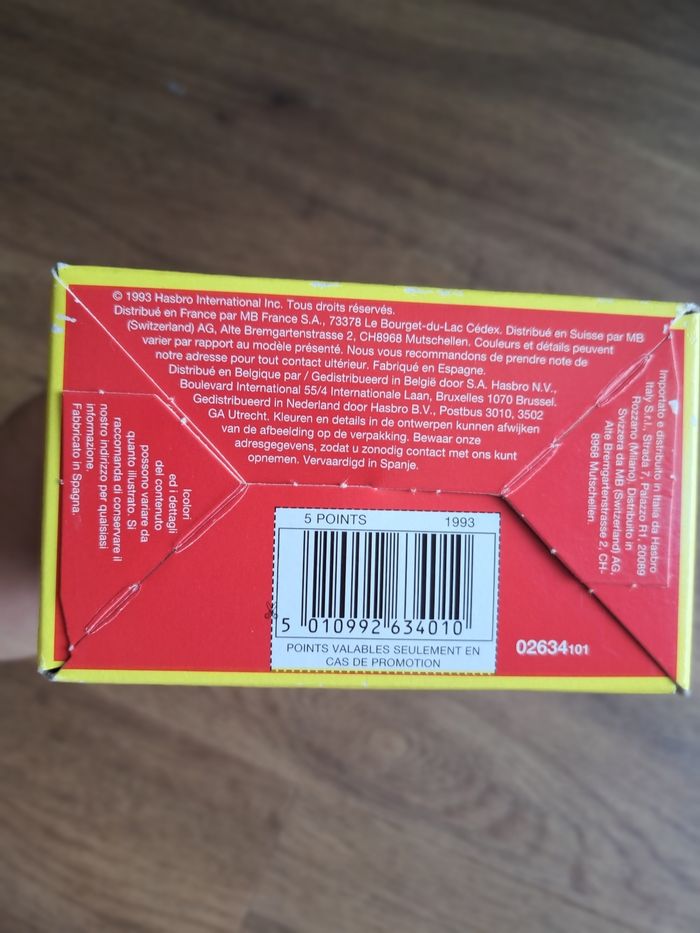 © 1993 Hasbro International Inc. Tous droits réservés.
Distribué en France par MB France S.A., 73378 Le Bourget-du-Lac Cédex. Distribué en Suisse par MB
(Switzerland) AG, Alte Bremgartenstrasse 2, CH8968 Mutschellen. Couleurs et détails peuvent
varier par rapport au modèle présenté. Nous vous recommandons de prendre note de
notre adresse pour tout contact ultérieur. Fabriqué en Espagne.
Distribué en Belgique par / Gedistribueerd in België door S.A. Hasbro N.V.,
Boulevard International 55/4 Internationale Laan, Bruxelles 1070 Brussel.
Gedistribueerd in Nederland door Hasbro B.V., Postbus 3010, 3502
GA Utrecht. Kleuren en details in de ontwerpen kunnen afwijken
van de afbeelding op de verpakking. Bewaar onze
adresgegevens, zodat u zonodig contact met ons kunt
opnemen. Vervaardigd in Spanje.
Icolori
ed i dettagli
del contenuto
possono variare da
quanto illustrato. Si
raccomanda di conservare il
nostro indirizzo per qualsiasi
informazione.
Fabbricato in Spagna.
Importato e distribuito in Italia da Hasbro
Italy S.r.l., Strada 7, Palazzo R1, 20089
Rozzano (Milano). Distribuito in
Svizzera da MB (Switzerland) AG,
Alte Bremgartenstrasse 2, CH-
8968 Mutschellen.
5 POINTS 1993
5 010992 634010
POINTS VALABLES SEULEMENT EN
CAS DE PROMOTION
02634101